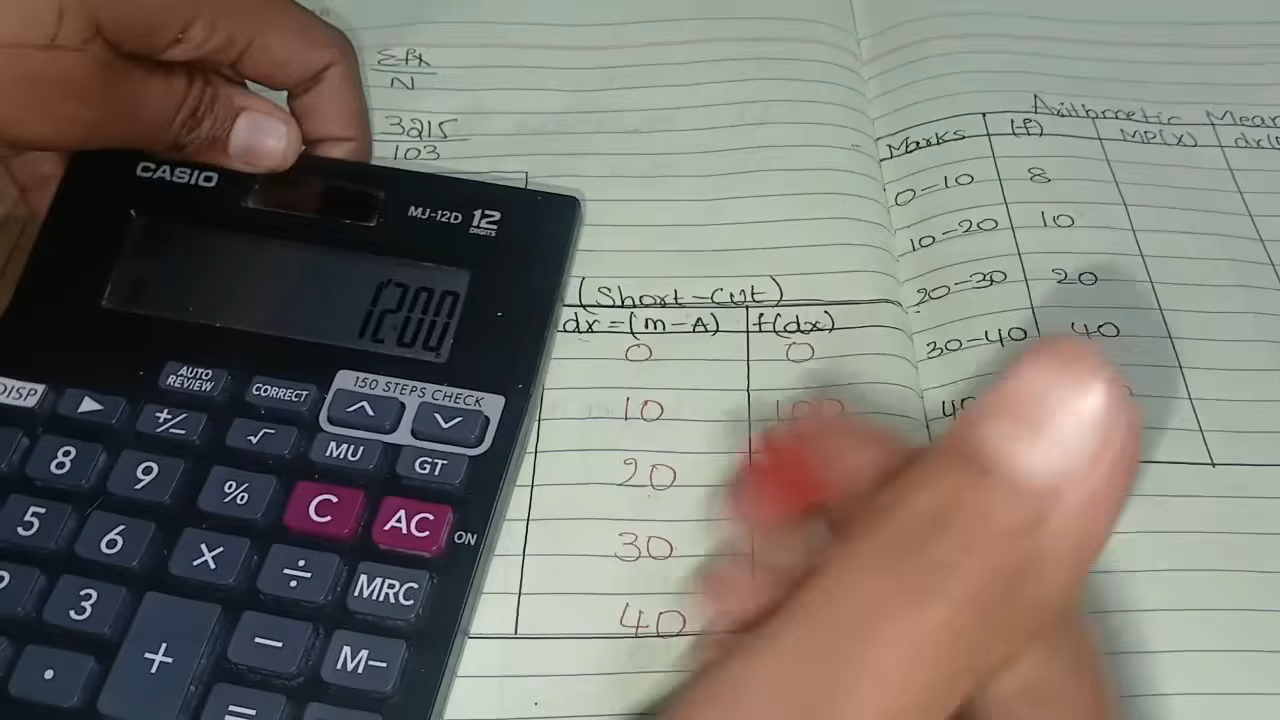 Σfx
N
3215
103
CASIO
MJ-12D 12
DIGITS
1200.
AUTO REVIEW
CORRECT
150 STEPS CHECK
DISP
▶
+/−
√
MU
GT
8
9
%
C
AC
ON
5
6
×
÷
MRC
3
+
−
M−
.
=
(Short-Cut)
dx=(m-A) f(dx)
0 0
10 100
20
30
40
Arithmetic Mean
Marks (f) MP(x)
0-10 8
10-20 10
20-30 20
30-40 40